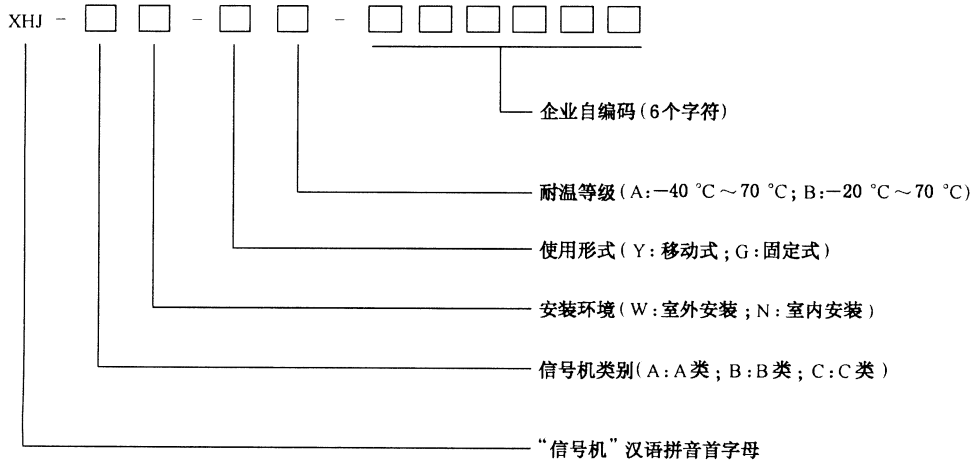 XHJ - □ □ - □ □ - □ □ □ □ □ □
企业自编码(6个字符)
耐温等级(A:-40 ℃～70 ℃; B:-20 ℃～70 ℃)
使用形式(Y:移动式;G:固定式)
安装环境(W:室外安装;N:室内安装)
信号机类别(A:A类;B:B类;C:C类)
“信号机”汉语拼音首字母